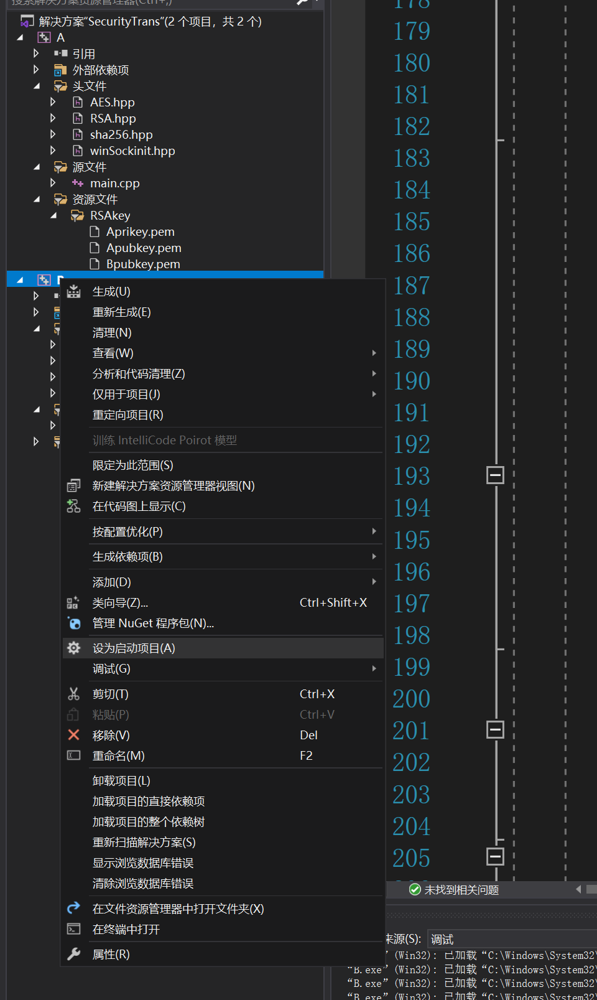 搜索解决方案资源管理器(Ctrl+;)
解决方案"SecurityTrans"(2 个项目，共 2 个)
A
引用
外部依赖项
头文件
AES.hpp
RSA.hpp
sha256.hpp
winSockinit.hpp
源文件
main.cpp
资源文件
RSAkey
Aprikey.pem
Apubkey.pem
Bpubkey.pem
生成(U)
重新生成(E)
清理(N)
查看(W)
分析和代码清理(Z)
仅用于项目(J)
重定向项目(R)
训练 IntelliCode Poirot 模型
限定为此范围(S)
新建解决方案资源管理器视图(N)
在代码图上显示(C)
按配置优化(P)
生成依赖项(B)
添加(D)
类向导(Z)... Ctrl+Shift+X
管理 NuGet 程序包(N)...
设为启动项目(A)
调试(G)
剪切(T) Ctrl+X
粘贴(P) Ctrl+V
移除(V) Del
重命名(M) F2
卸载项目(L)
加载项目的直接依赖项
加载项目的整个依赖树
重新扫描解决方案(S)
显示浏览数据库错误
清除浏览数据库错误
在文件资源管理器中打开文件夹(X)
在终端中打开
属性(R)
178
179
180
181
182
183
184
185
186
187
188
189
190
191
192
193
194
195
196
197
198
199
200
201
202
203
204
205
未找到相关问题
来源(S): 调试
”(Win32): 已加载“C:\Windows\System32\
“B.exe”(Win32): 已加载“C:\Windows\System32\
“B.exe”(Win32): 已加载“C:\Windows\System32\
“B.exe”(Win32): 已加载“C:\Windows\System32\